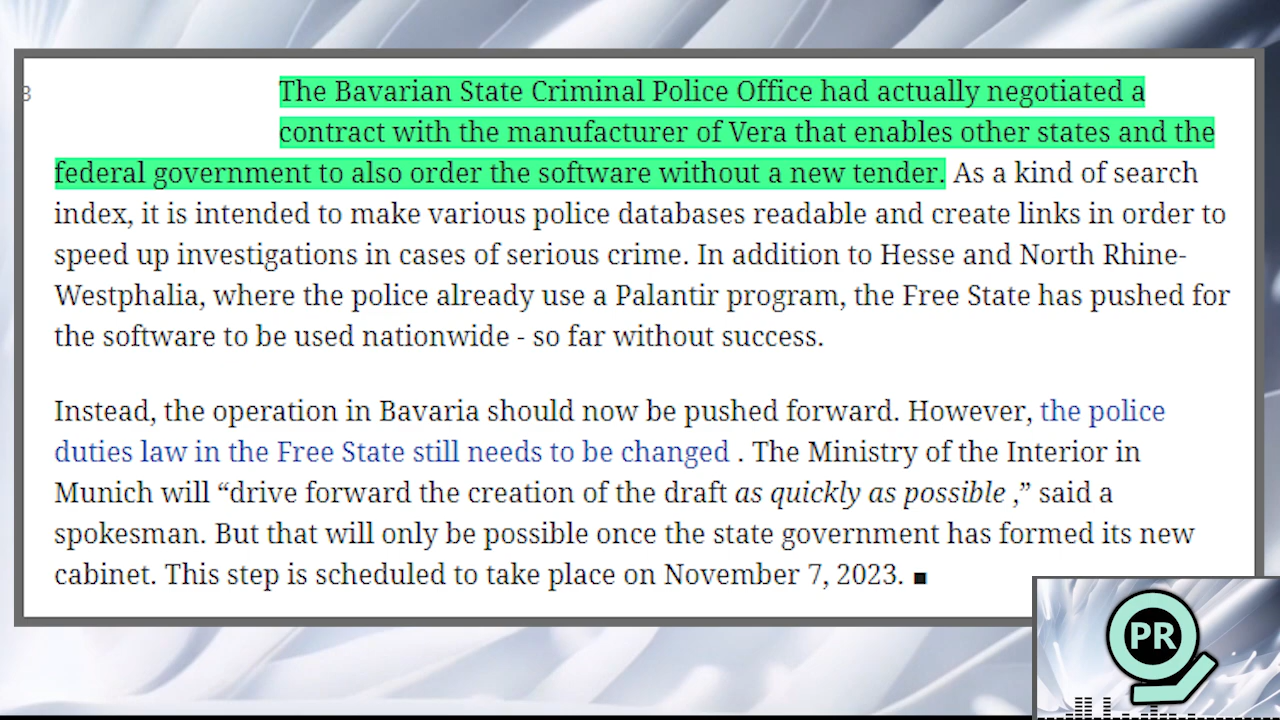 The Bavarian State Criminal Police Office had actually negotiated a
contract with the manufacturer of Vera that enables other states and the
federal government to also order the software without a new tender. As a kind of search
index, it is intended to make various police databases readable and create links in order to
speed up investigations in cases of serious crime. In addition to Hesse and North Rhine-
Westphalia, where the police already use a Palantir program, the Free State has pushed for
the software to be used nationwide - so far without success.
Instead, the operation in Bavaria should now be pushed forward. However, the police
duties law in the Free State still needs to be changed . The Ministry of the Interior in
Munich will “drive forward the creation of the draft as quickly as possible ,” said a
spokesman. But that will only be possible once the state government has formed its new
cabinet. This step is scheduled to take place on November 7, 2023. ■
PR